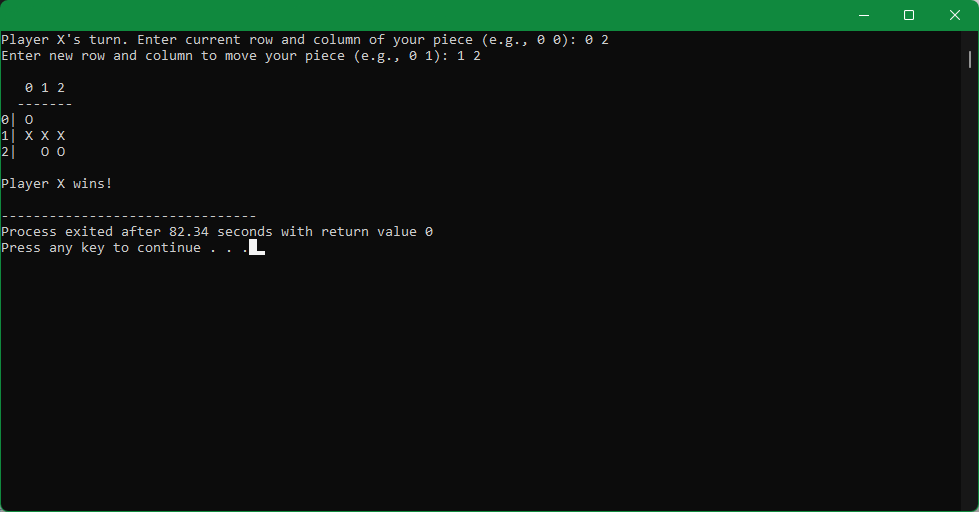 Player X's turn. Enter current row and column of your piece (e.g., 0 0): 0 2
Enter new row and column to move your piece (e.g., 0 1): 1 2
   0 1 2
  -------
0| O
1| X X X
2|   O O
Player X wins!
--------------------------------
Process exited after 82.34 seconds with return value 0
Press any key to continue . . .